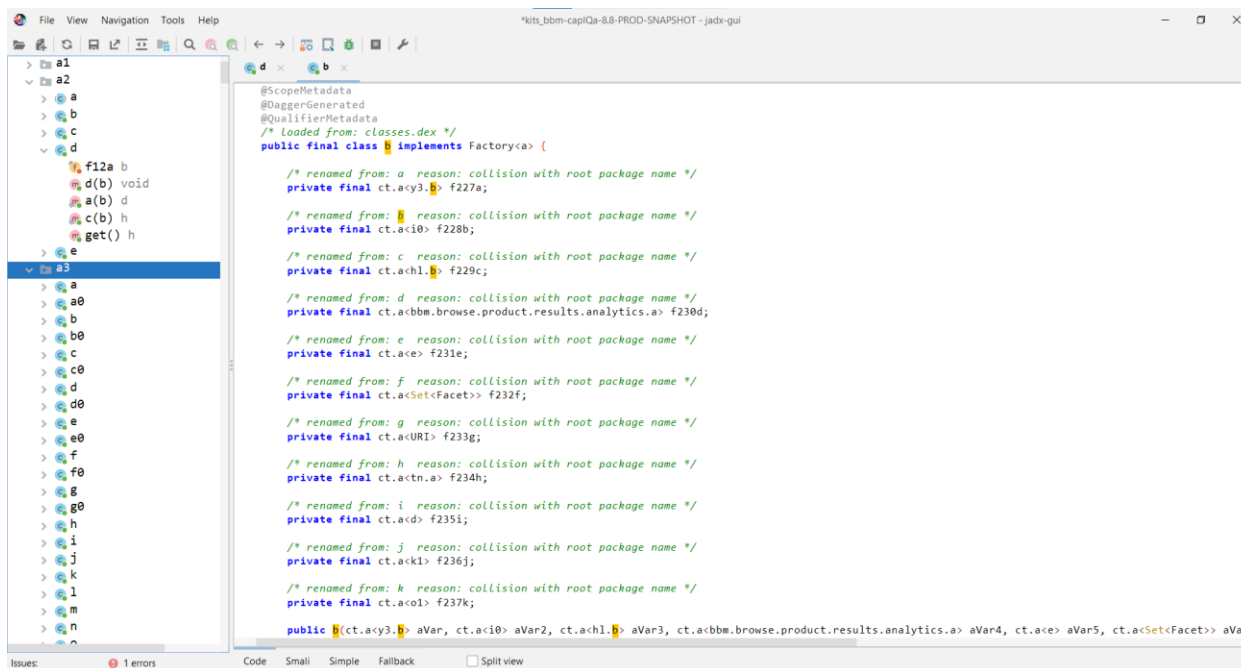 File View Navigation Tools Help
*kits_bbm-capIQa-8.8-PROD-SNAPSHOT - jadx-gui
a1
a2
a
b
c
d
f12a b
d(b) void
a(b) d
c(b) h
get() h
e
a3
a
a0
b
b0
c
c0
d
d0
e
e0
f
f0
g
g0
h
i
j
k
l
m
n
d
b
@ScopeMetadata
@DaggerGenerated
@QualifierMetadata
/* loaded from: classes.dex */
public final class b implements Factory<a> {
/* renamed from: a reason: collision with root package name */
private final ct.a<y3.b> f227a;
/* renamed from: b reason: collision with root package name */
private final ct.a<i0> f228b;
/* renamed from: c reason: collision with root package name */
private final ct.a<hl.b> f229c;
/* renamed from: d reason: collision with root package name */
private final ct.a<bbm.browse.product.results.analytics.a> f230d;
/* renamed from: e reason: collision with root package name */
private final ct.a<e> f231e;
/* renamed from: f reason: collision with root package name */
private final ct.a<Set<Facet>> f232f;
/* renamed from: g reason: collision with root package name */
private final ct.a<URI> f233g;
/* renamed from: h reason: collision with root package name */
private final ct.a<tn.a> f234h;
/* renamed from: i reason: collision with root package name */
private final ct.a<d> f235i;
/* renamed from: j reason: collision with root package name */
private final ct.a<k1> f236j;
/* renamed from: k reason: collision with root package name */
private final ct.a<o1> f237k;
public b(ct.a<y3.b> aVar, ct.a<i0> aVar2, ct.a<hl.b> aVar3, ct.a<bbm.browse.product.results.analytics.a> aVar4, ct.a<e> aVar5, ct.a<Set<Facet>> aVa
Issues: 1 errors
Code Smali Simple Fallback Split view